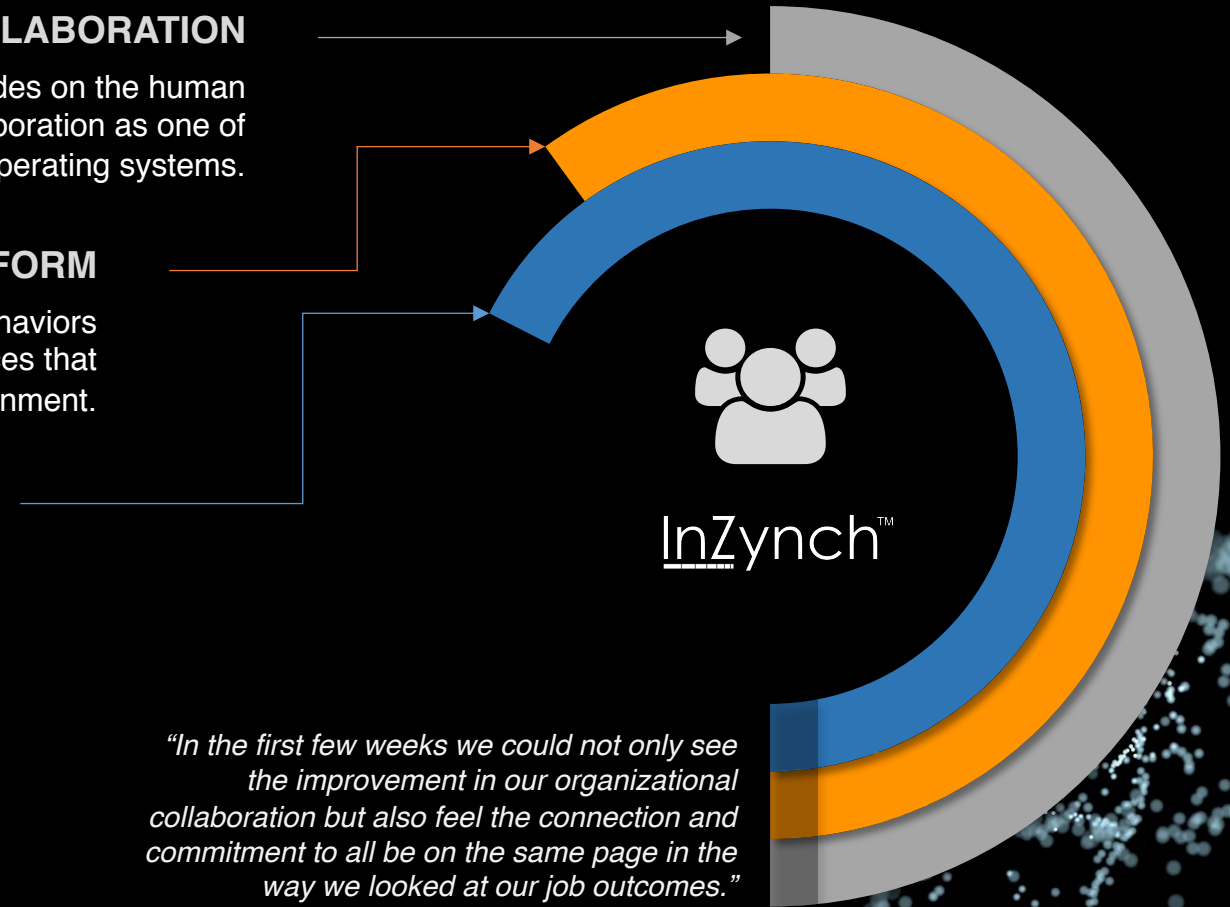 LABORATION
des on the human
boration as one of
perating systems.
FORM
haviors
ces that
nment.
InZynch™
“In the first few weeks we could not only see
the improvement in our organizational
collaboration but also feel the connection and
commitment to all be on the same page in the
way we looked at our job outcomes.”